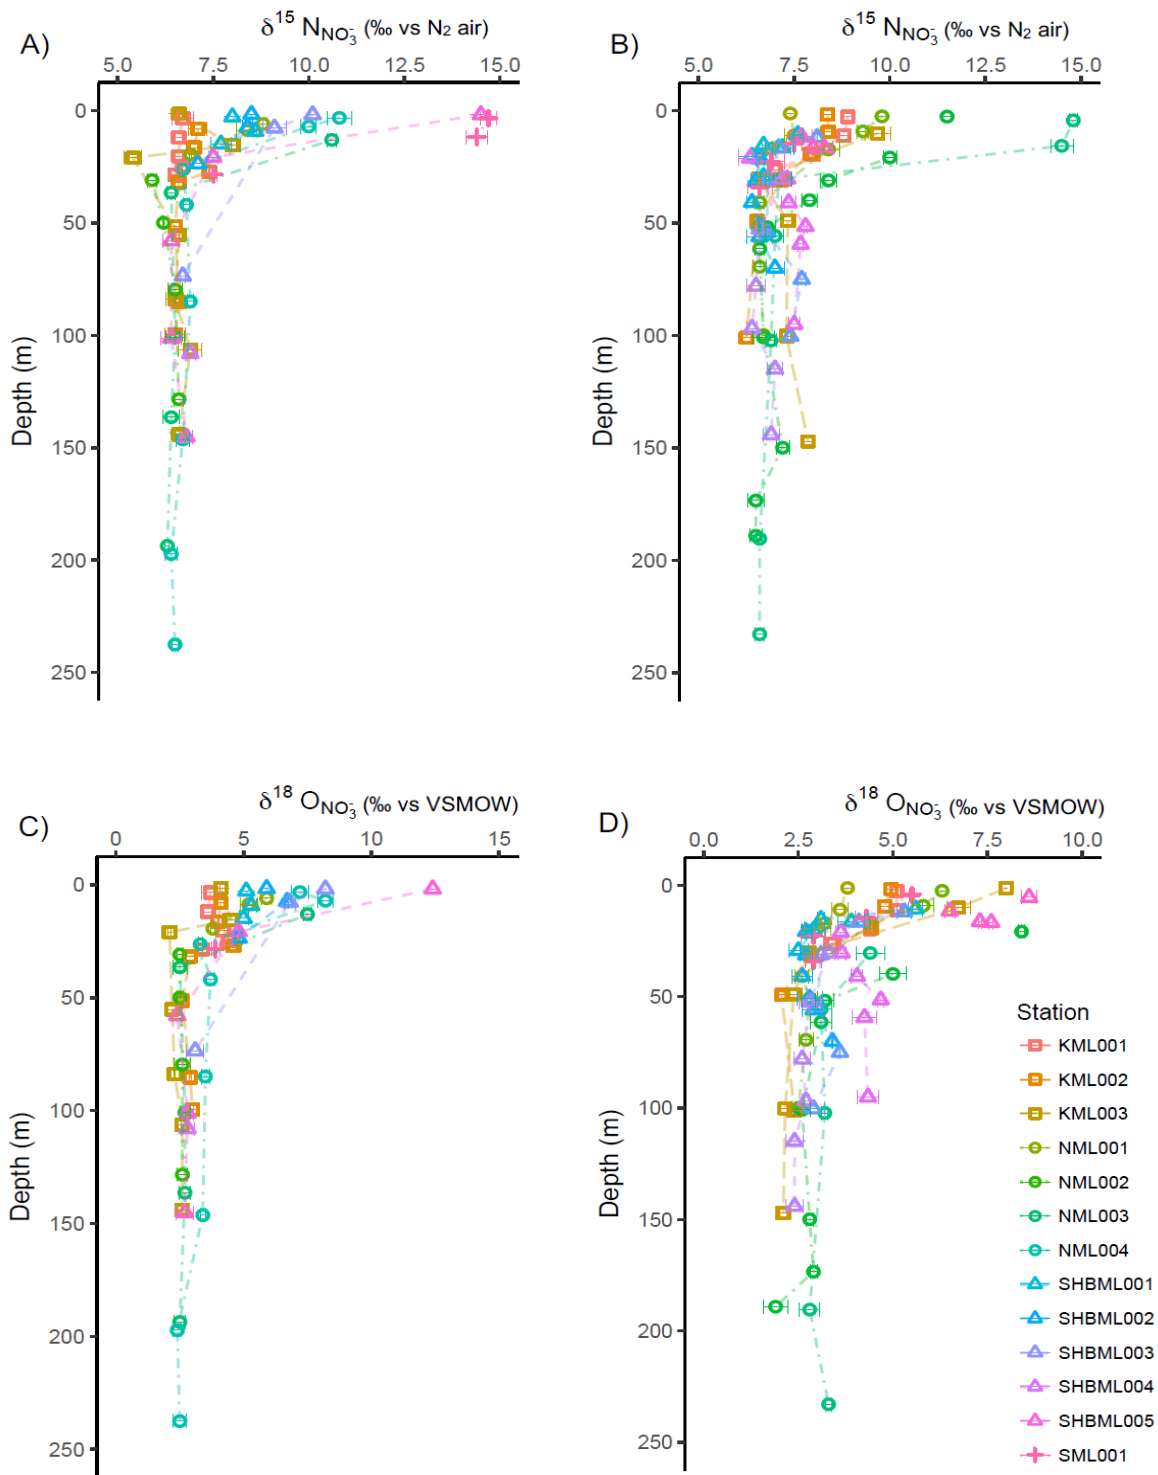 A)
δ¹⁵ N_NO₃⁻ (‰ vs N₂ air)
5.0 7.5 10.0 12.5 15.0
0
50
100
150
200
250
Depth (m)
B)
δ¹⁵ N_NO₃⁻ (‰ vs N₂ air)
5.0 7.5 10.0 12.5 15.0
0
50
100
150
200
250
Depth (m)
C)
δ¹⁸ O_NO₃⁻ (‰ vs VSMOW)
0 5 10 15
0
50
100
150
200
250
Depth (m)
D)
δ¹⁸ O_NO₃⁻ (‰ vs VSMOW)
0.0 2.5 5.0 7.5 10.0
0
50
100
150
200
250
Depth (m)
Station
KML001
KML002
KML003
NML001
NML002
NML003
NML004
SHBML001
SHBML002
SHBML003
SHBML004
SHBML005
SML001